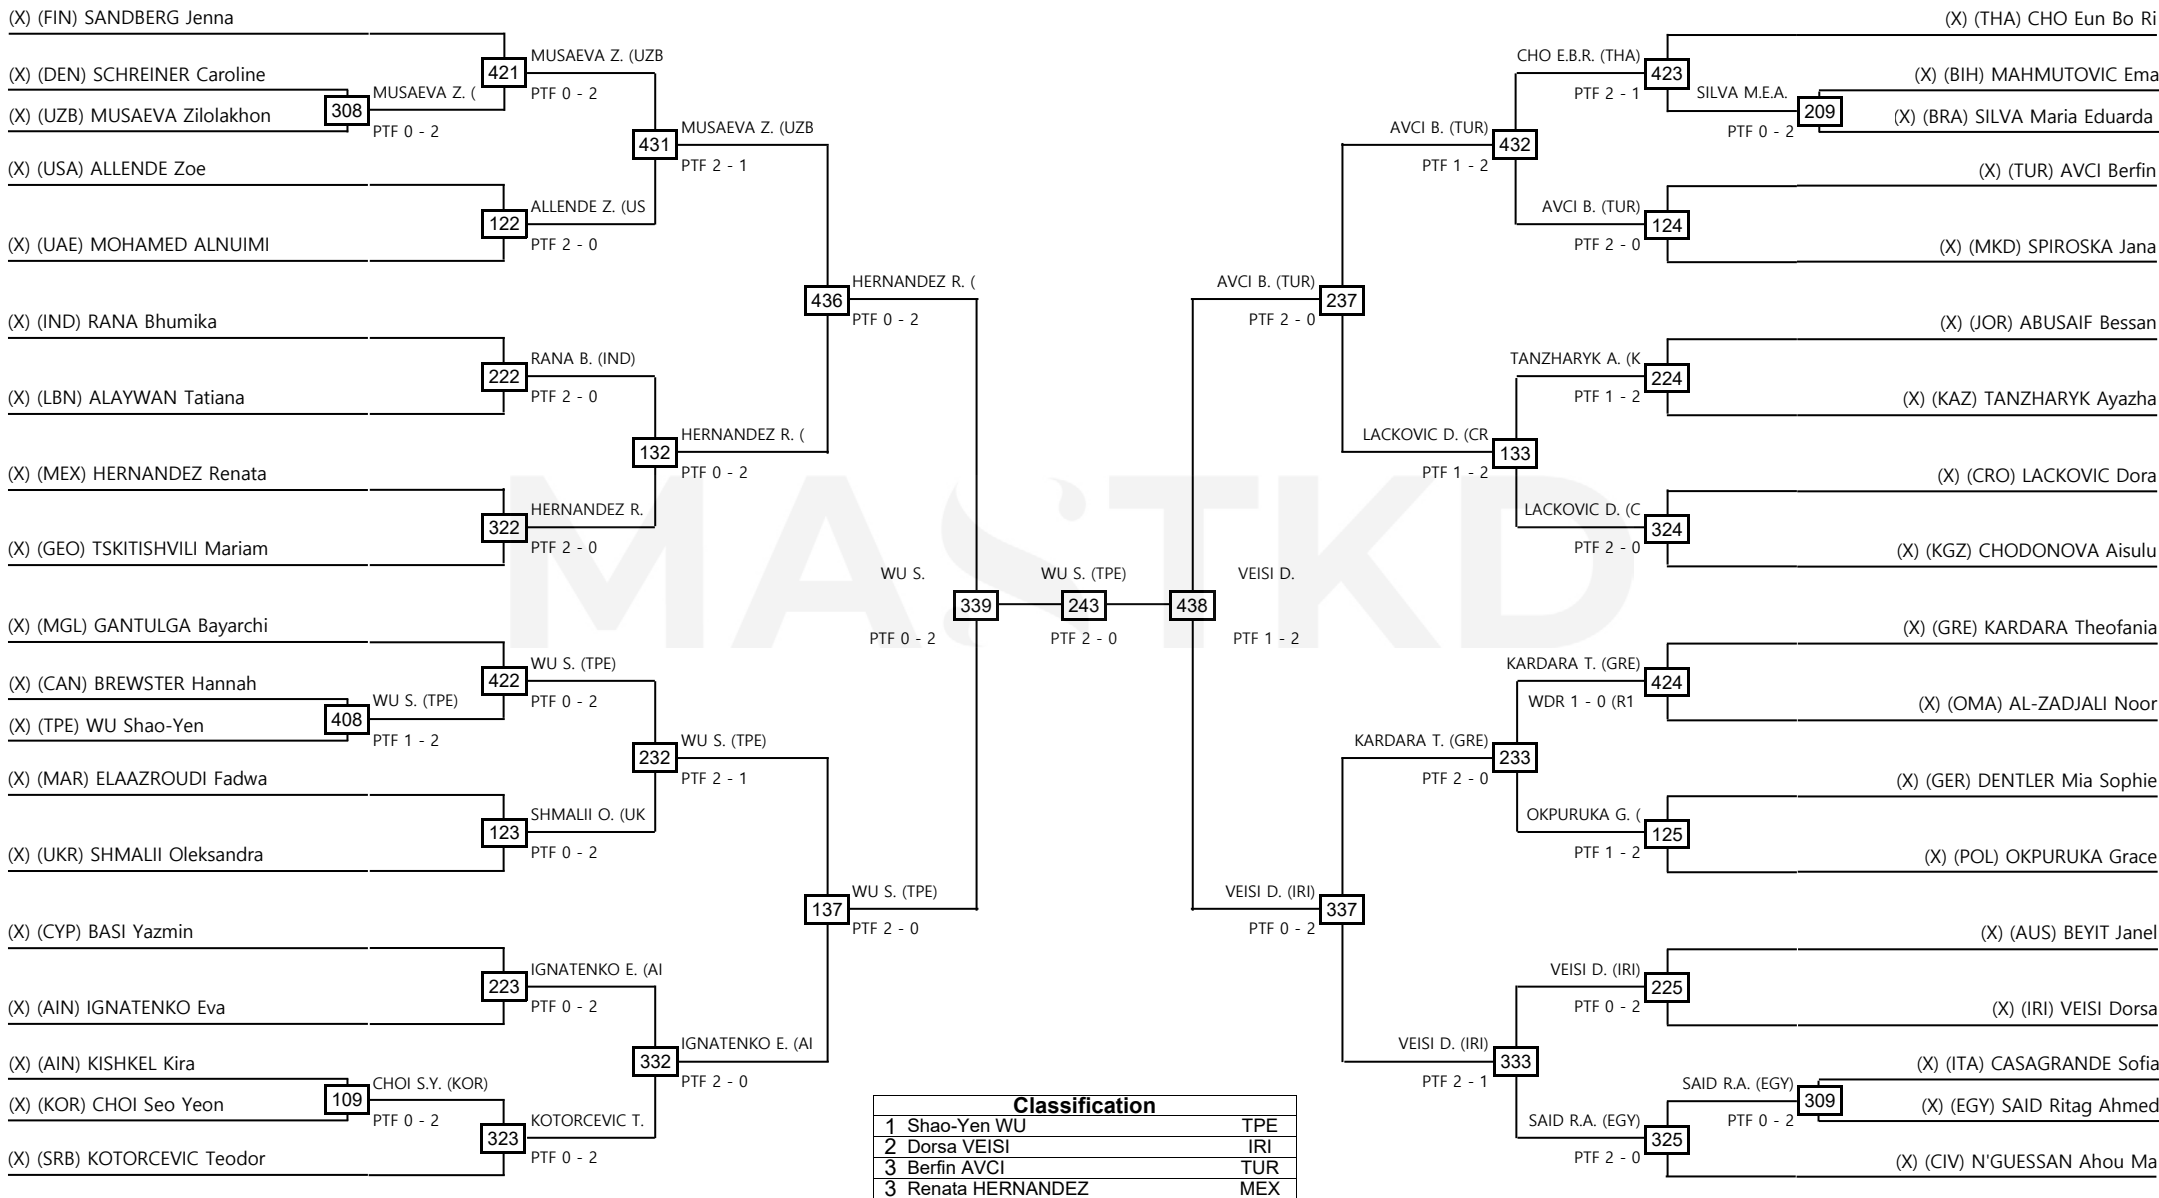 (X) (FIN) SANDBERG Jenna
(X) (DEN) SCHREINER Caroline
(X) (UZB) MUSAEVA Zilolakhon
(X) (USA) ALLENDE Zoe
(X) (UAE) MOHAMED ALNUIMI
(X) (IND) RANA Bhumika
(X) (LBN) ALAYWAN Tatiana
(X) (MEX) HERNANDEZ Renata
(X) (GEO) TSKITISHVILI Mariam
(X) (MGL) GANTULGA Bayarchi
(X) (CAN) BREWSTER Hannah
(X) (TPE) WU Shao-Yen
(X) (MAR) ELAAZROUDI Fadwa
(X) (UKR) SHMALII Oleksandra
(X) (CYP) BASI Yazmin
(X) (AIN) IGNATENKO Eva
(X) (AIN) KISHKEL Kira
(X) (KOR) CHOI Seo Yeon
(X) (SRB) KOTORCEVIC Teodor
308
MUSAEVA Z. (
PTF 0 - 2
408
WU S. (TPE)
PTF 1 - 2
109
CHOI S.Y. (KOR)
PTF 0 - 2
421
MUSAEVA Z. (UZB
PTF 0 - 2
122
ALLENDE Z. (US
PTF 2 - 0
222
RANA B. (IND)
PTF 2 - 0
322
HERNANDEZ R.
PTF 2 - 0
422
WU S. (TPE)
PTF 0 - 2
123
SHMALII O. (UK
PTF 0 - 2
223
IGNATENKO E. (AI
PTF 0 - 2
323
KOTORCEVIC T.
PTF 0 - 2
431
MUSAEVA Z. (UZB
PTF 2 - 1
132
HERNANDEZ R. (
PTF 0 - 2
232
WU S. (TPE)
PTF 2 - 1
332
IGNATENKO E. (AI
PTF 2 - 0
436
HERNANDEZ R. (
PTF 0 - 2
137
WU S. (TPE)
PTF 2 - 0
WU S.
339
PTF 0 - 2
WU S. (TPE)
243
PTF 2 - 0
VEISI D.
438
PTF 1 - 2
MASTKD
AVCI B. (TUR)
237
PTF 2 - 0
VEISI D. (IRI)
337
PTF 0 - 2
AVCI B. (TUR)
432
PTF 1 - 2
LACKOVIC D. (CR
133
PTF 1 - 2
KARDARA T. (GRE)
233
PTF 2 - 0
VEISI D. (IRI)
333
PTF 2 - 1
CHO E.B.R. (THA)
423
PTF 2 - 1
AVCI B. (TUR)
124
PTF 2 - 0
TANZHARYK A. (K
224
PTF 1 - 2
LACKOVIC D. (C
324
PTF 2 - 0
KARDARA T. (GRE)
424
WDR 1 - 0 (R1
OKPURUKA G. (
125
PTF 1 - 2
VEISI D. (IRI)
225
PTF 0 - 2
SAID R.A. (EGY)
325
PTF 2 - 0
SILVA M.E.A.
209
PTF 0 - 2
SAID R.A. (EGY)
309
PTF 0 - 2
(X) (THA) CHO Eun Bo Ri
(X) (BIH) MAHMUTOVIC Ema
(X) (BRA) SILVA Maria Eduarda
(X) (TUR) AVCI Berfin
(X) (MKD) SPIROSKA Jana
(X) (JOR) ABUSAIF Bessan
(X) (KAZ) TANZHARYK Ayazha
(X) (CRO) LACKOVIC Dora
(X) (KGZ) CHODONOVA Aisulu
(X) (GRE) KARDARA Theofania
(X) (OMA) AL-ZADJALI Noor
(X) (GER) DENTLER Mia Sophie
(X) (POL) OKPURUKA Grace
(X) (AUS) BEYIT Janel
(X) (IRI) VEISI Dorsa
(X) (ITA) CASAGRANDE Sofia
(X) (EGY) SAID Ritag Ahmed
(X) (CIV) N'GUESSAN Ahou Ma
Classification
1 Shao-Yen WU TPE
2 Dorsa VEISI IRI
3 Berfin AVCI TUR
3 Renata HERNANDEZ MEX